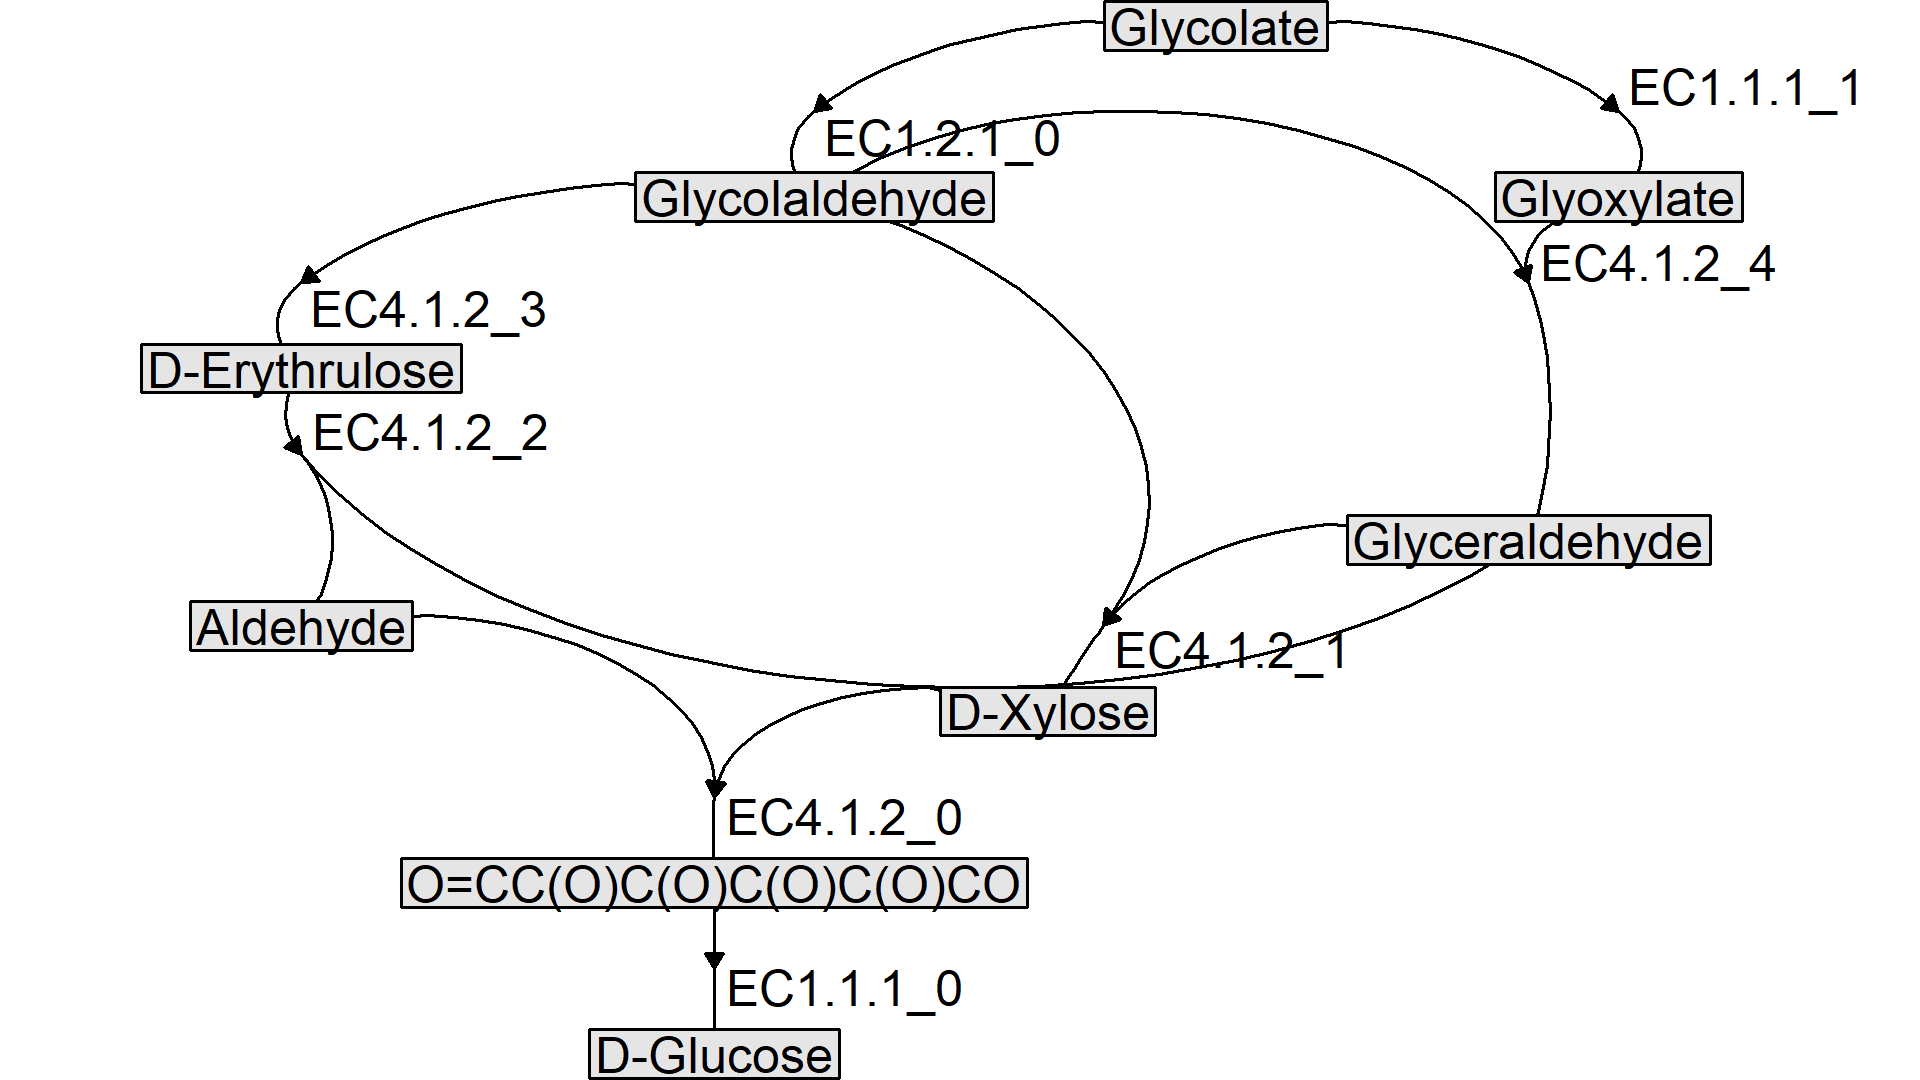 Glycolate
EC1.1.1_1
EC1.2.1_0
Glycolaldehyde
Glyoxylate
EC4.1.2_4
EC4.1.2_3
D-Erythrulose
EC4.1.2_2
Glyceraldehyde
Aldehyde
EC4.1.2_1
D-Xylose
EC4.1.2_0
O=CC(O)C(O)C(O)C(O)CO
EC1.1.1_0
D-Glucose